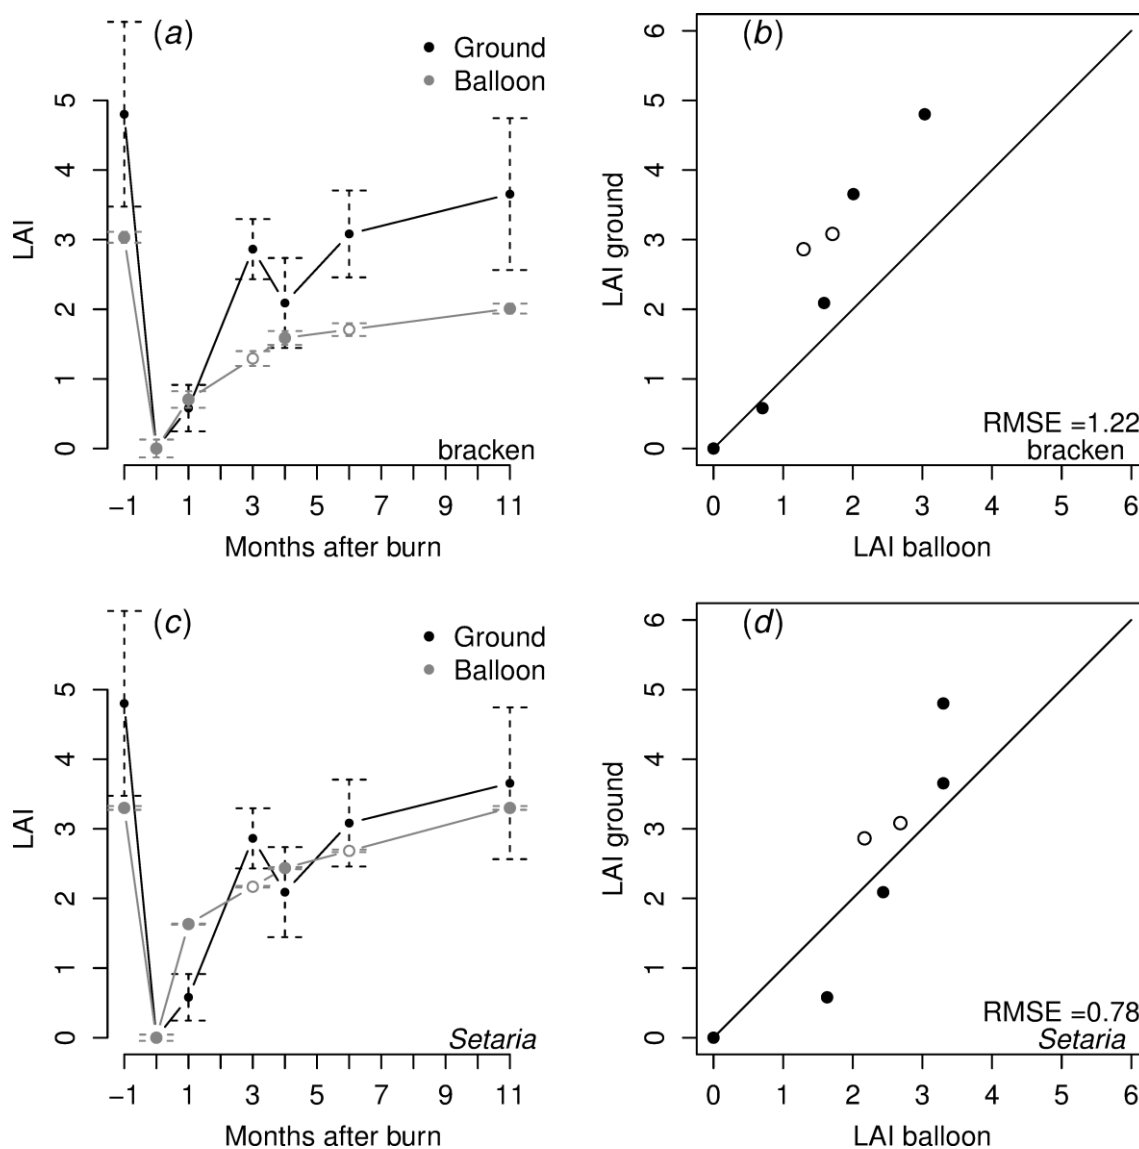 (a)
Ground
Balloon
LAI
5
4
3
2
1
0
bracken
−1 1 3 5 7 9 11
Months after burn
(b)
LAI ground
6
5
4
3
2
1
0
RMSE =1.22
bracken
0 1 2 3 4 5 6
LAI balloon
(c)
Ground
Balloon
LAI
5
4
3
2
1
0
Setaria
−1 1 3 5 7 9 11
Months after burn
(d)
LAI ground
6
5
4
3
2
1
0
RMSE =0.78
Setaria
0 1 2 3 4 5 6
LAI balloon